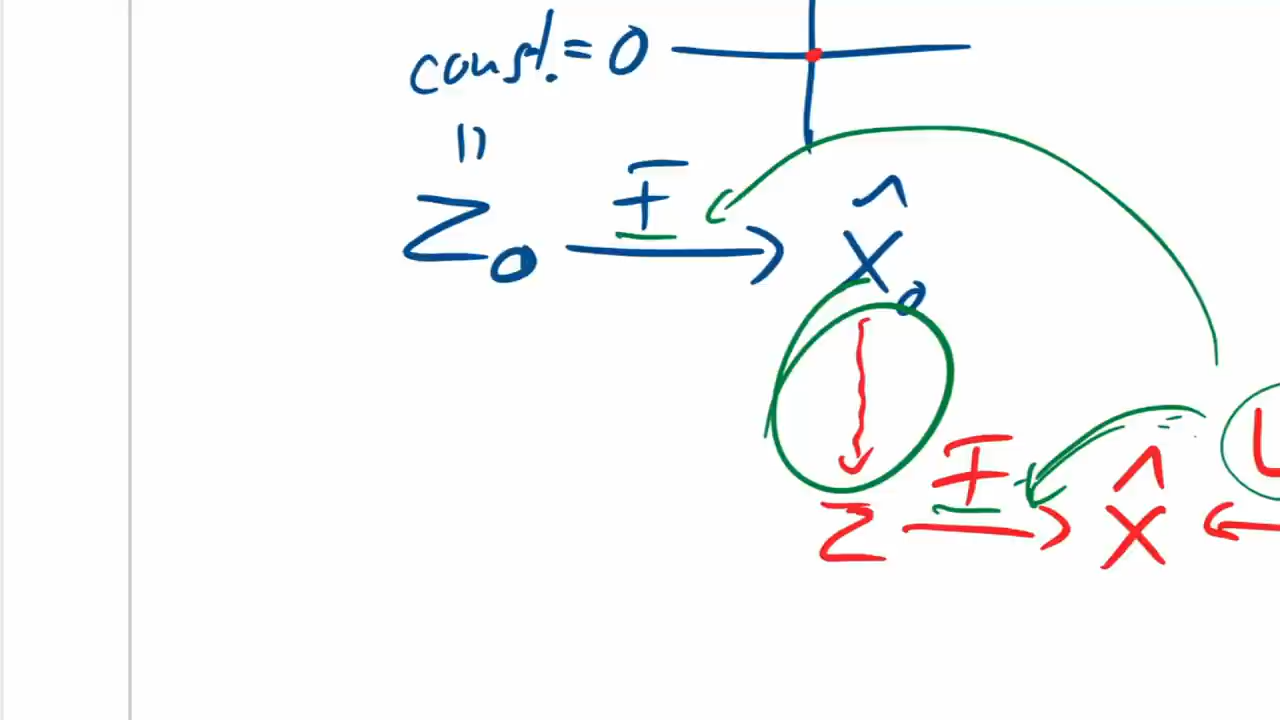 const. = 0
=
Z₀ ∓ → X̂₀
Z ∓ → X̂ ← L